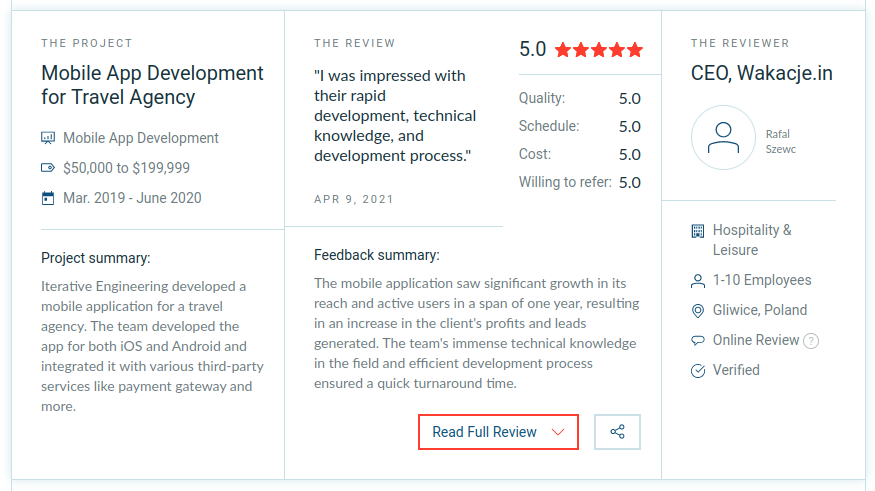 THE PROJECT
Mobile App Development
for Travel Agency
Mobile App Development
$50,000 to $199,999
Mar. 2019 - June 2020
Project summary:
Iterative Engineering developed a
mobile application for a travel
agency. The team developed the
app for both iOS and Android and
integrated it with various third-party
services like payment gateway and
more.
THE REVIEW
"I was impressed with
their rapid
development, technical
knowledge, and
development process."
APR 9, 2021
5.0
Quality: 5.0
Schedule: 5.0
Cost: 5.0
Willing to refer: 5.0
Feedback summary:
The mobile application saw significant growth in its
reach and active users in a span of one year, resulting
in an increase in the client's profits and leads
generated. The team's immense technical knowledge
in the field and efficient development process
ensured a quick turnaround time.
Read Full Review
THE REVIEWER
CEO, Wakacje.in
Rafal
Szewc
Hospitality &
Leisure
1-10 Employees
Gliwice, Poland
Online Review ?
Verified